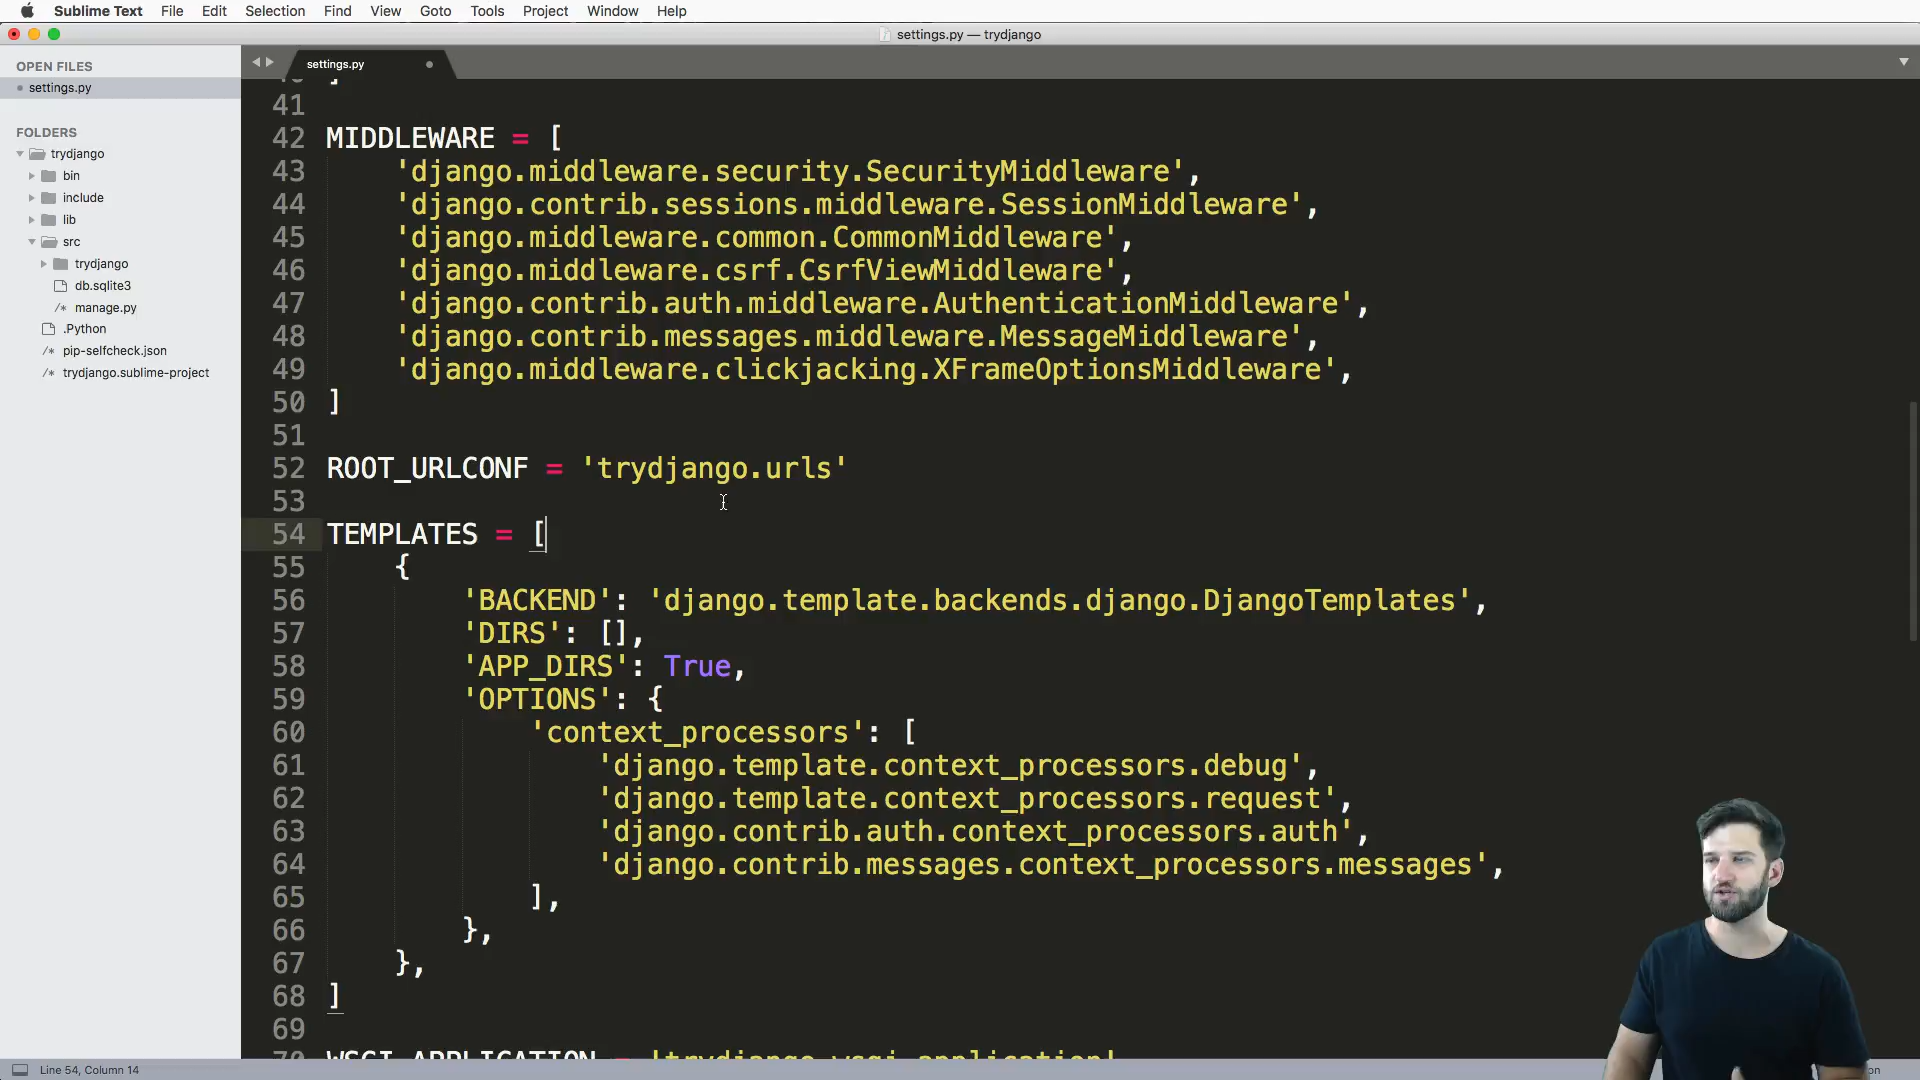 Sublime Text File Edit Selection Find View Goto Tools Project Window Help
settings.py — trydjango
OPEN FILES
settings.py
FOLDERS
trydjango
bin
include
lib
src
trydjango
db.sqlite3
/* manage.py
.Python
/* pip-selfcheck.json
/* trydjango.sublime-project
settings.py
41
42 MIDDLEWARE = [
43 'django.middleware.security.SecurityMiddleware',
44 'django.contrib.sessions.middleware.SessionMiddleware',
45 'django.middleware.common.CommonMiddleware',
46 'django.middleware.csrf.CsrfViewMiddleware',
47 'django.contrib.auth.middleware.AuthenticationMiddleware',
48 'django.contrib.messages.middleware.MessageMiddleware',
49 'django.middleware.clickjacking.XFrameOptionsMiddleware',
50 ]
51
52 ROOT_URLCONF = 'trydjango.urls'
53
54 TEMPLATES = [
55 {
56 'BACKEND': 'django.template.backends.django.DjangoTemplates',
57 'DIRS': [],
58 'APP_DIRS': True,
59 'OPTIONS': {
60 'context_processors': [
61 'django.template.context_processors.debug',
62 'django.template.context_processors.request',
63 'django.contrib.auth.context_processors.auth',
64 'django.contrib.messages.context_processors.messages',
65 ],
66 },
67 },
68 ]
69
WSGI_APPLICATION = 'trydjango.wsgi.application'
Line 54, Column 14